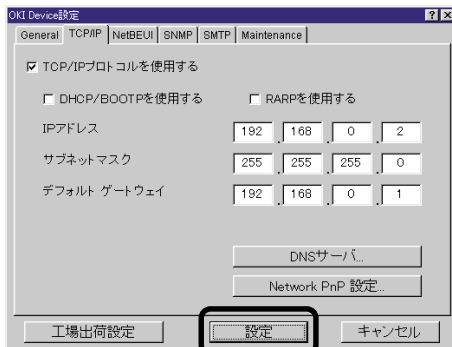 OKI Device設定
General TCP/IP NetBEUI SNMP SMTP Maintenance
TCP/IPプロトコルを使用する
DHCP/BOOTPを使用する RARPを使用する
IPアドレス 192 . 168 . 0 . 2
サブネットマスク 255 . 255 . 255 . 0
デフォルト ゲートウェイ 192 . 168 . 0 . 1
DNSサーバ...
Network PnP 設定...
工場出荷設定 設定 キャンセル